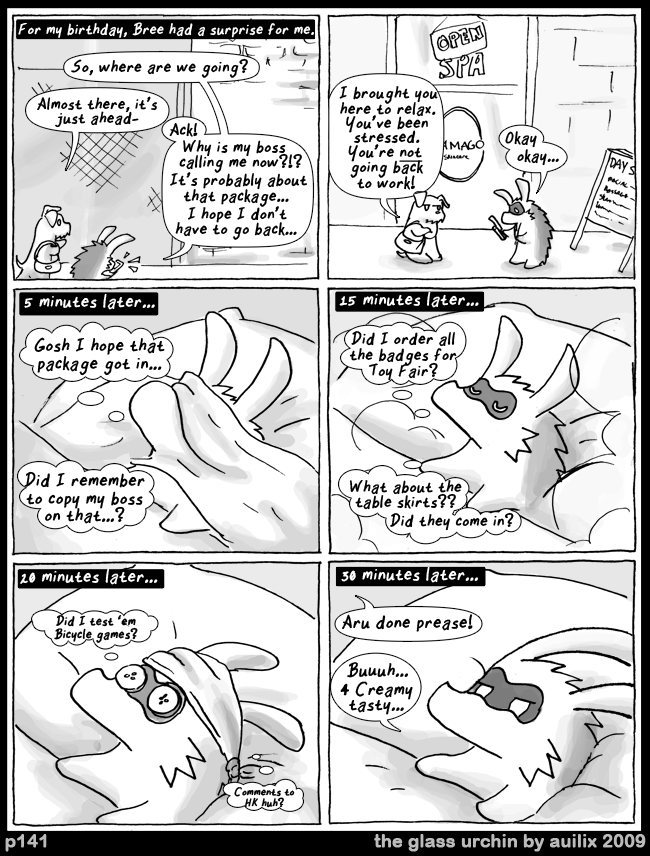 For my birthday, Bree had a surprise for me.
So, where are we going?
Almost there, it's
just ahead-
Ack!
Why is my boss
calling me now?!?
It's probably about
that package...
I hope I don't
have to go back...
OPEN
SPA
I brought you
here to relax.
You've been
stressed.
You're not
going back
to work!
IMAGO
skincare
Okay
okay...
DAY S
5 minutes later...
Gosh I hope that
package got in...
Did I remember
to copy my boss
on that...?
15 minutes later...
Did I order all
the badges for
Toy Fair?
What about the
table skirts??
Did they come in?
20 minutes later...
Did I test 'em
Bicycle games?
Comments to
HK huh?
30 minutes later...
Aru done prease!
Buuuh...
4 Creamy
tasty...
p141
the glass urchin by auilix 2009